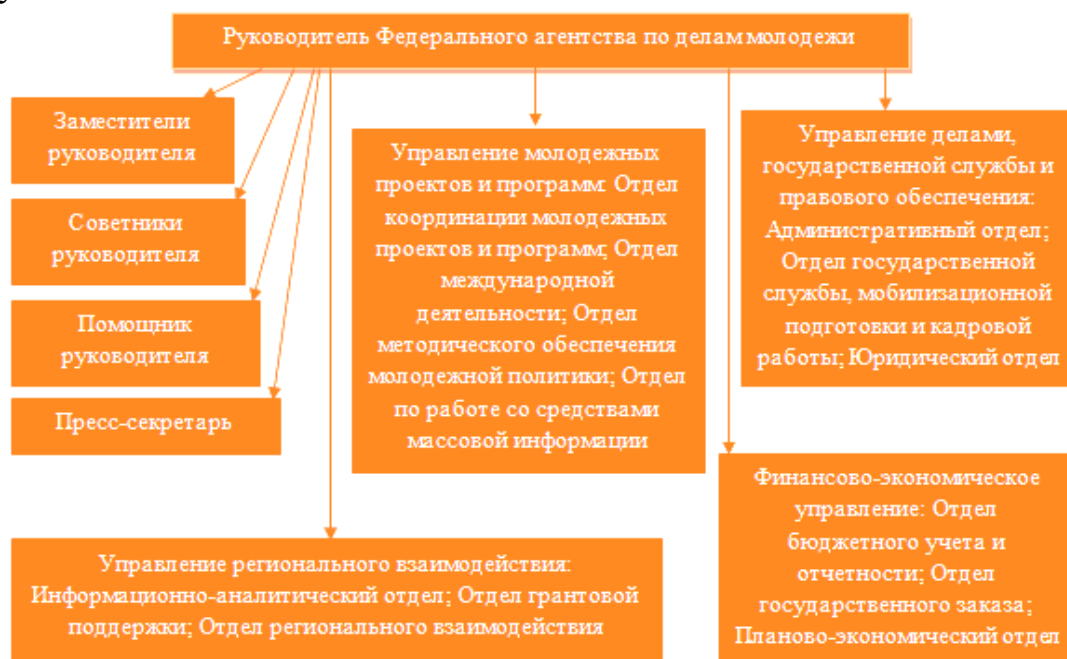 Руководитель Федерального агентства по делам молодежи
Заместители
руководителя
Советники
руководителя
Помощник
руководителя
Пресс-секретарь
Управление молодежных
проектов и программ: Отдел
координации молодежных
проектов и программ; Отдел
международной
деятельности; Отдел
методического обеспечения
молодежной политики; Отдел
по работе со средствами
массовой информации
Управление делами,
государственной службы и
правового обеспечения:
Административный отдел;
Отдел государственной
службы, мобилизационной
подготовки и кадровой
работы; Юридический отдел
Управление регионального взаимодействия:
Информационно-аналитический отдел; Отдел грантовой
поддержки; Отдел регионального взаимодействия
Финансово-экономическое
управление: Отдел
бюджетного учета и
отчетности; Отдел
государственного заказа;
Планово-экономический отдел